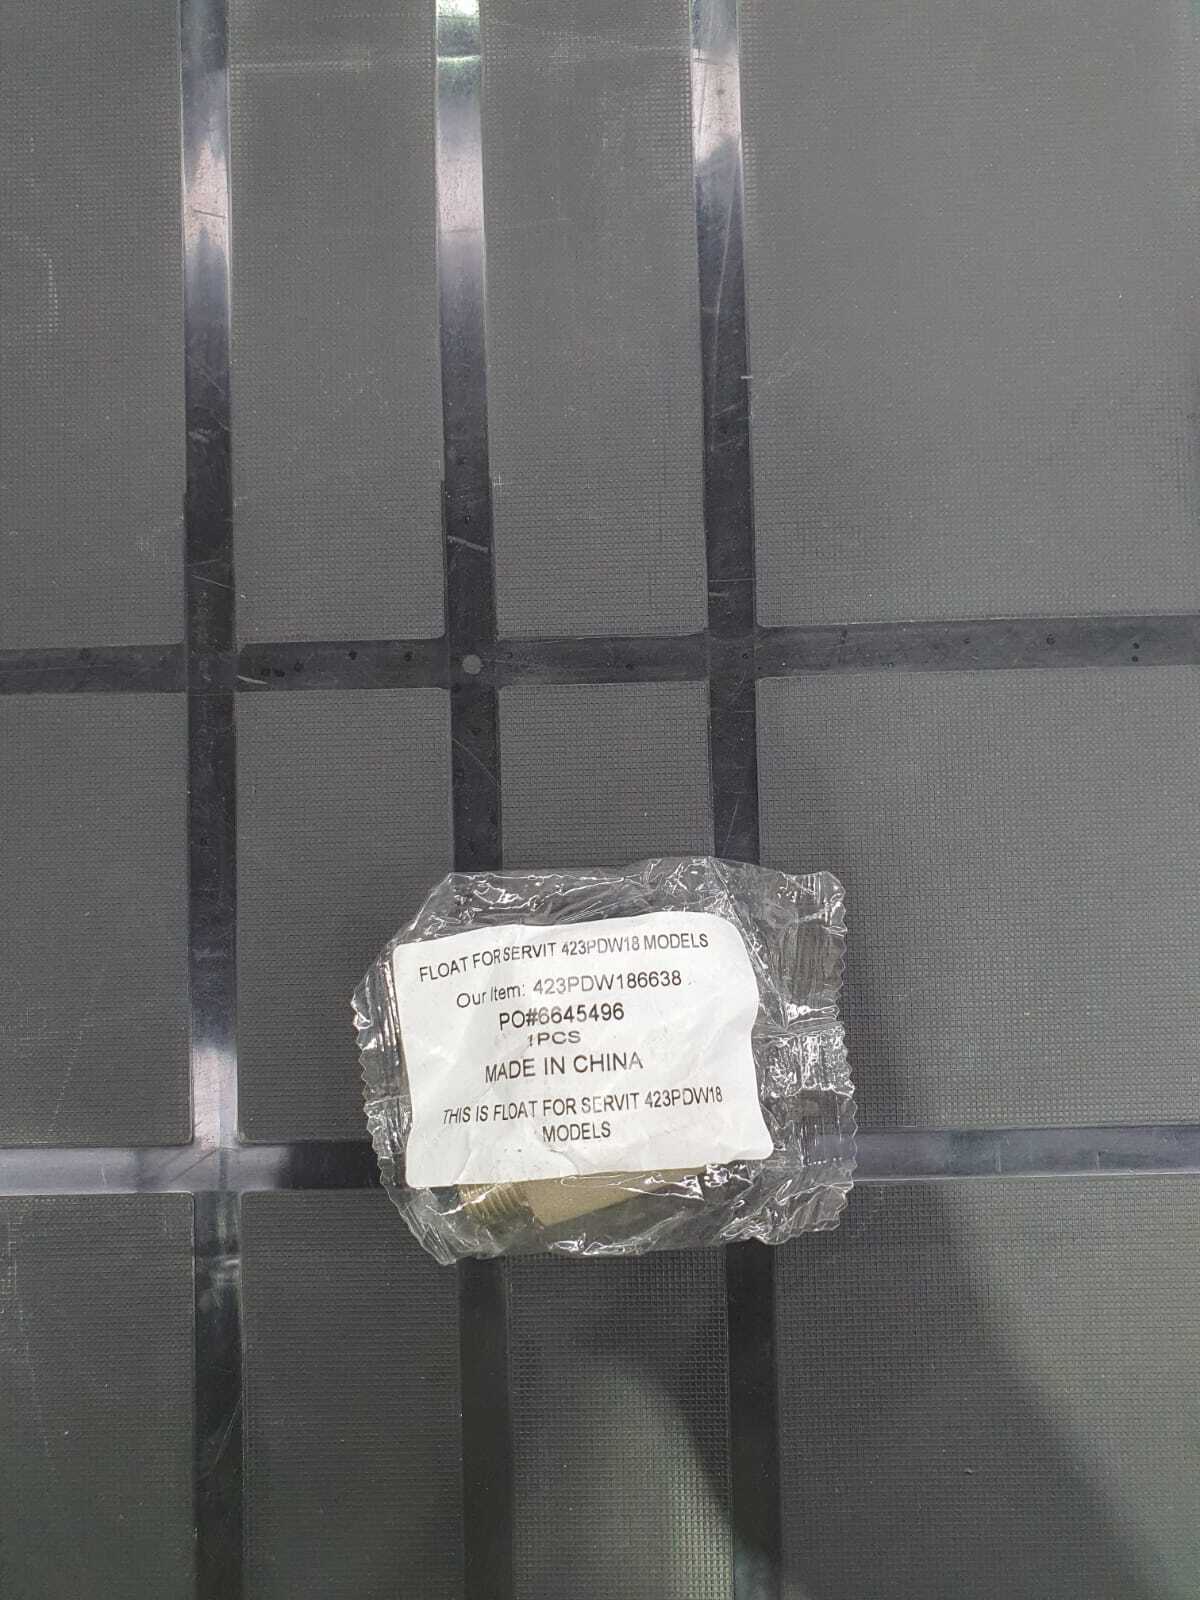 FLOAT FOR SERVIT 423PDW18 MODELS
Our Item: 423PDW186638
PO#6645496
1PCS
MADE IN CHINA
THIS IS FLOAT FOR SERVIT 423PDW18
MODELS